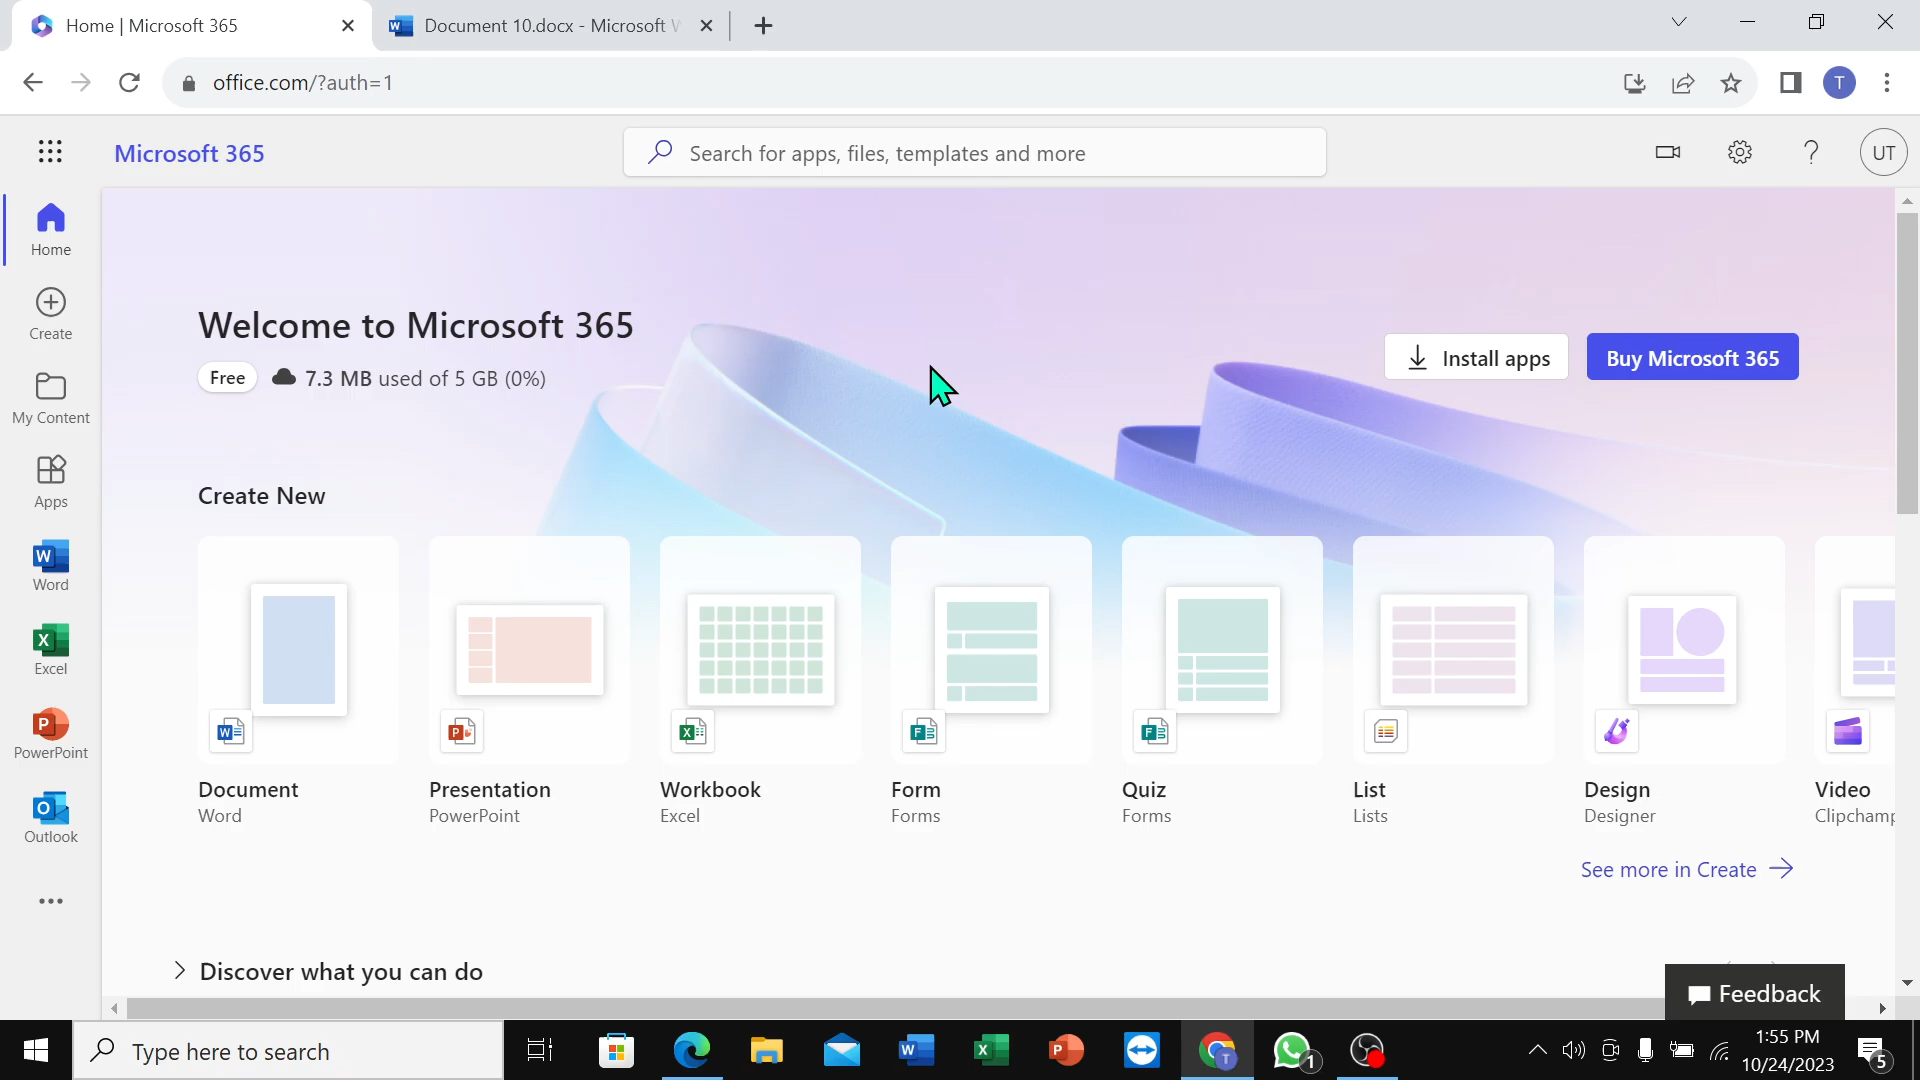 Home | Microsoft 365
Document 10.docx - Microsoft W
office.com/?auth=1
T
Microsoft 365
Search for apps, files, templates and more
UT
Home
Create
My Content
Apps
Word
Excel
PowerPoint
Outlook
Welcome to Microsoft 365
Free 7.3 MB used of 5 GB (0%)
Install apps
Buy Microsoft 365
Create New
Document
Word
Presentation
PowerPoint
Workbook
Excel
Form
Forms
Quiz
Forms
List
Lists
Design
Designer
Video
Clipchamp
See more in Create
Discover what you can do
Feedback
Type here to search
1
1:55 PM
10/24/2023
5